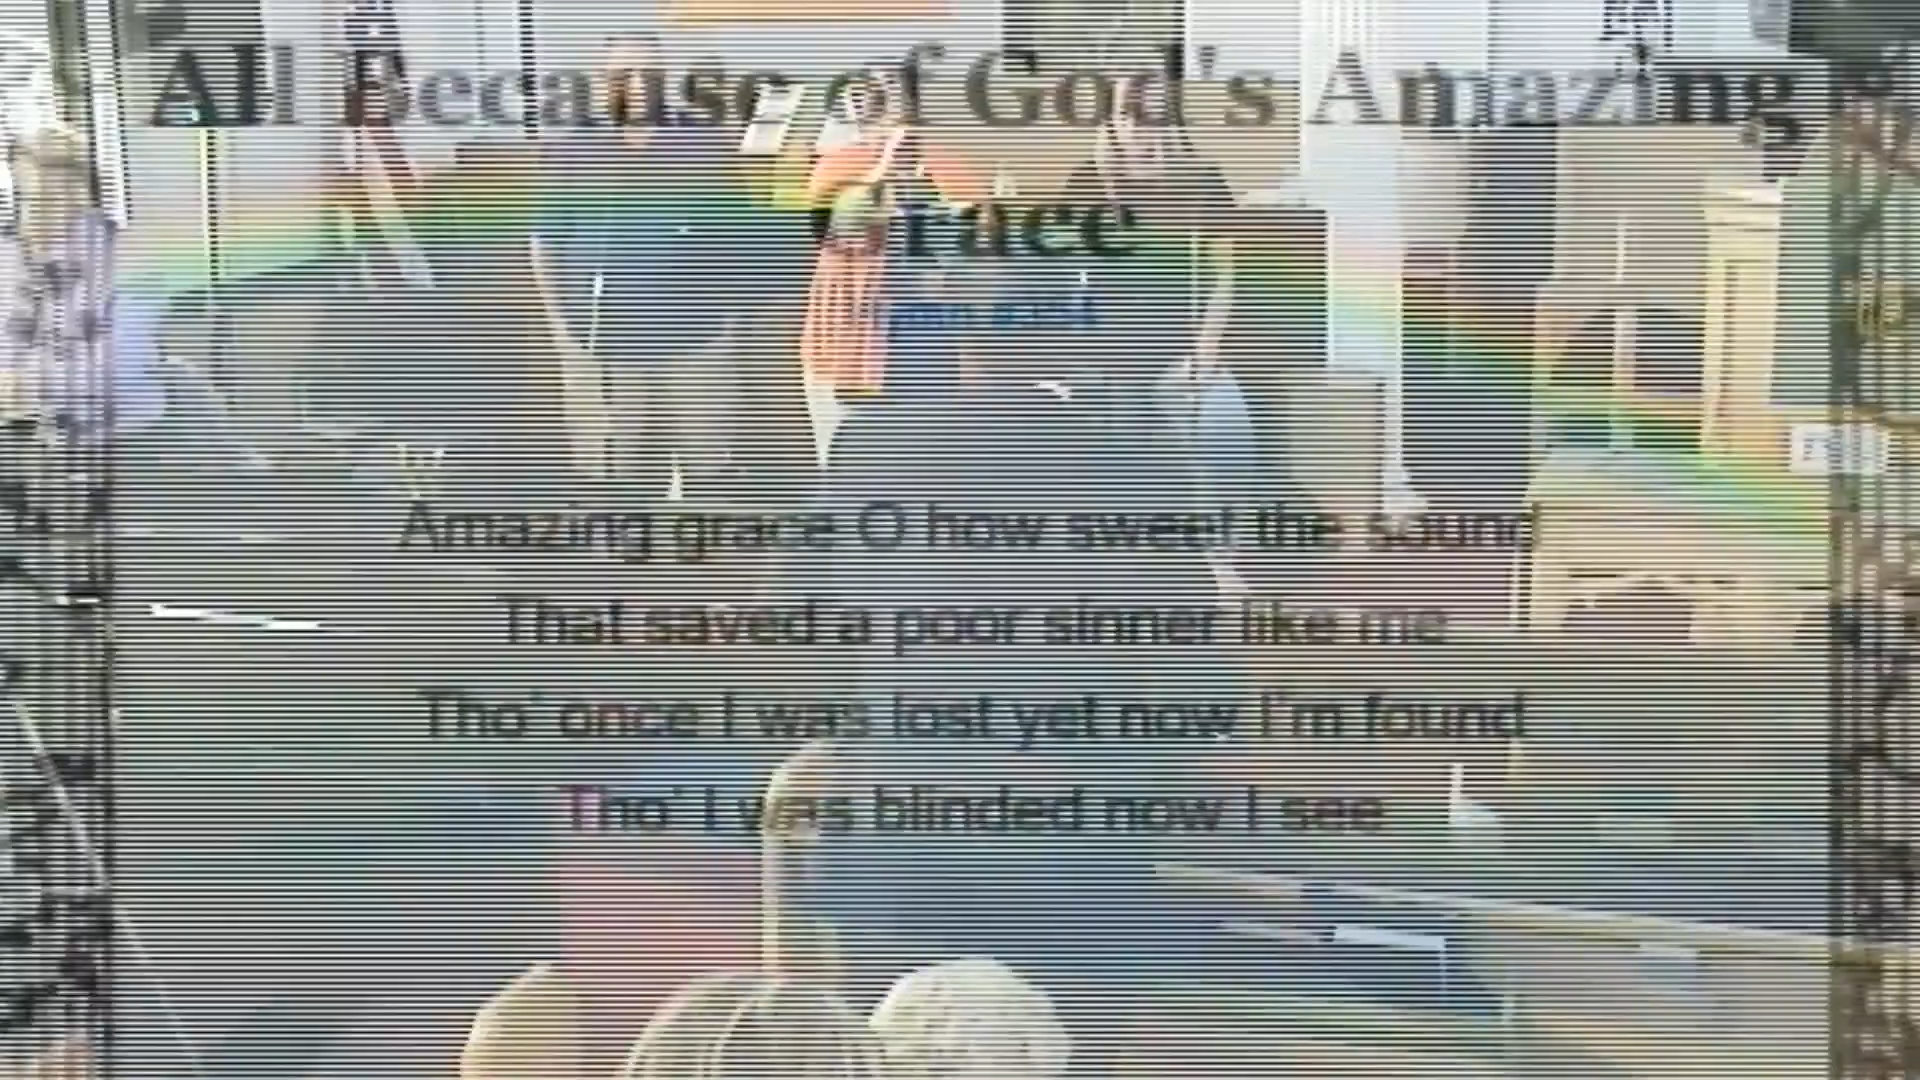 All Because of God's Amazing
Grace
Amazing grace O how sweet the sound
That saved a poor sinner like me
Tho' once I was lost yet now I'm found
Tho' I was blinded now I see